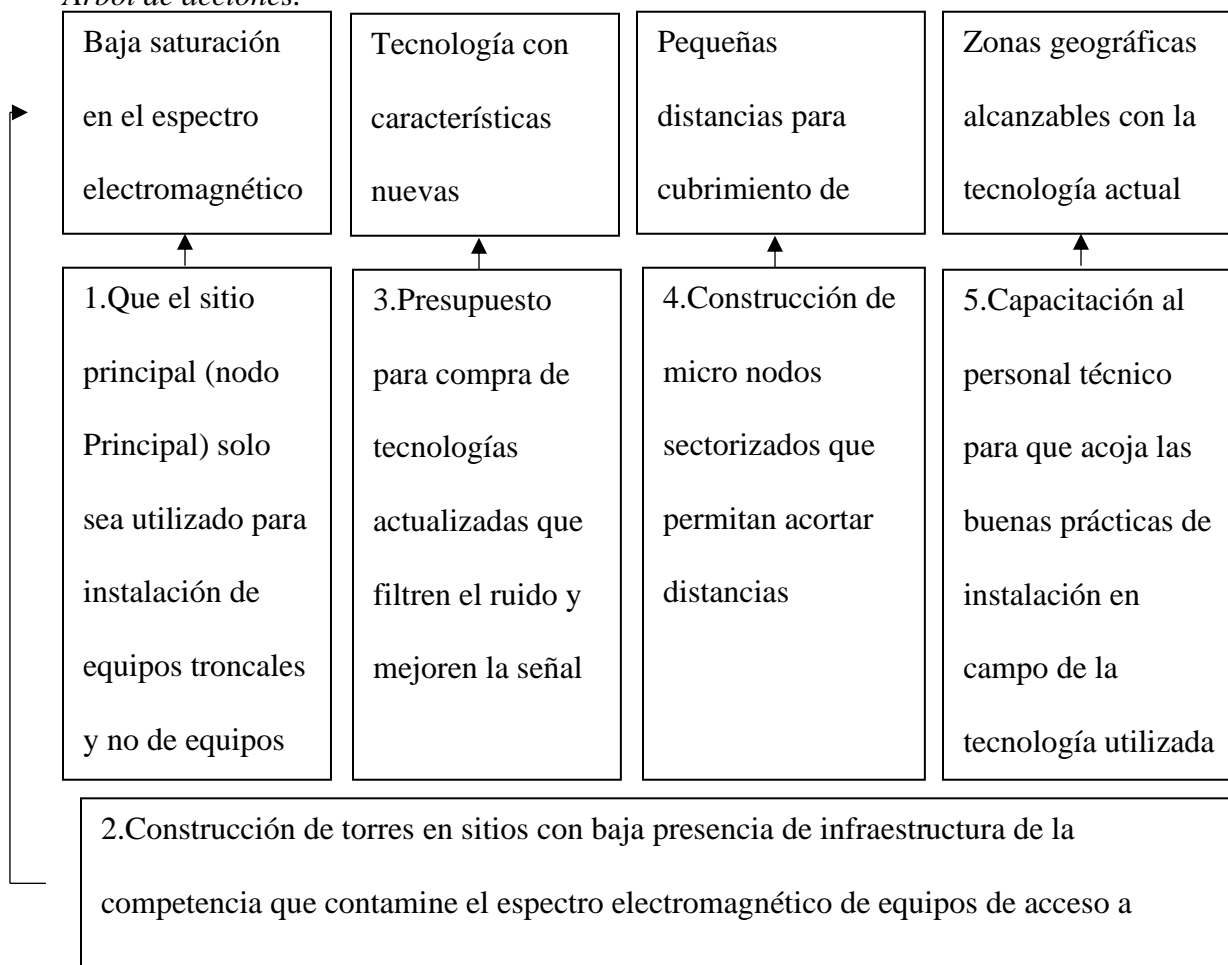 Árbol de acciones.
Baja saturación
en el espectro
electromagnético
Tecnología con
características
nuevas
Pequeñas
distancias para
cubrimiento de
Zonas geográficas
alcanzables con la
tecnología actual
1.Que el sitio
principal (nodo
Principal) solo
sea utilizado para
instalación de
equipos troncales
y no de equipos
3.Presupuesto
para compra de
tecnologías
actualizadas que
filtren el ruido y
mejoren la señal
4.Construcción de
micro nodos
sectorizados que
permitan acortar
distancias
5.Capacitación al
personal técnico
para que acoja las
buenas prácticas de
instalación en
campo de la
tecnología utilizada
2.Construcción de torres en sitios con baja presencia de infraestructura de la
competencia que contamine el espectro electromagnético de equipos de acceso a